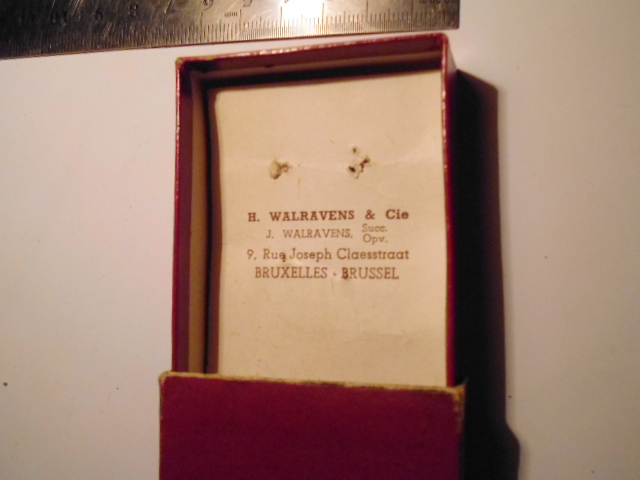 H. WALRAVENS & Cie
J. WALRAVENS, Succ.
Opv.
9, Rue Joseph Claesstraat
BRUXELLES - BRUSSEL